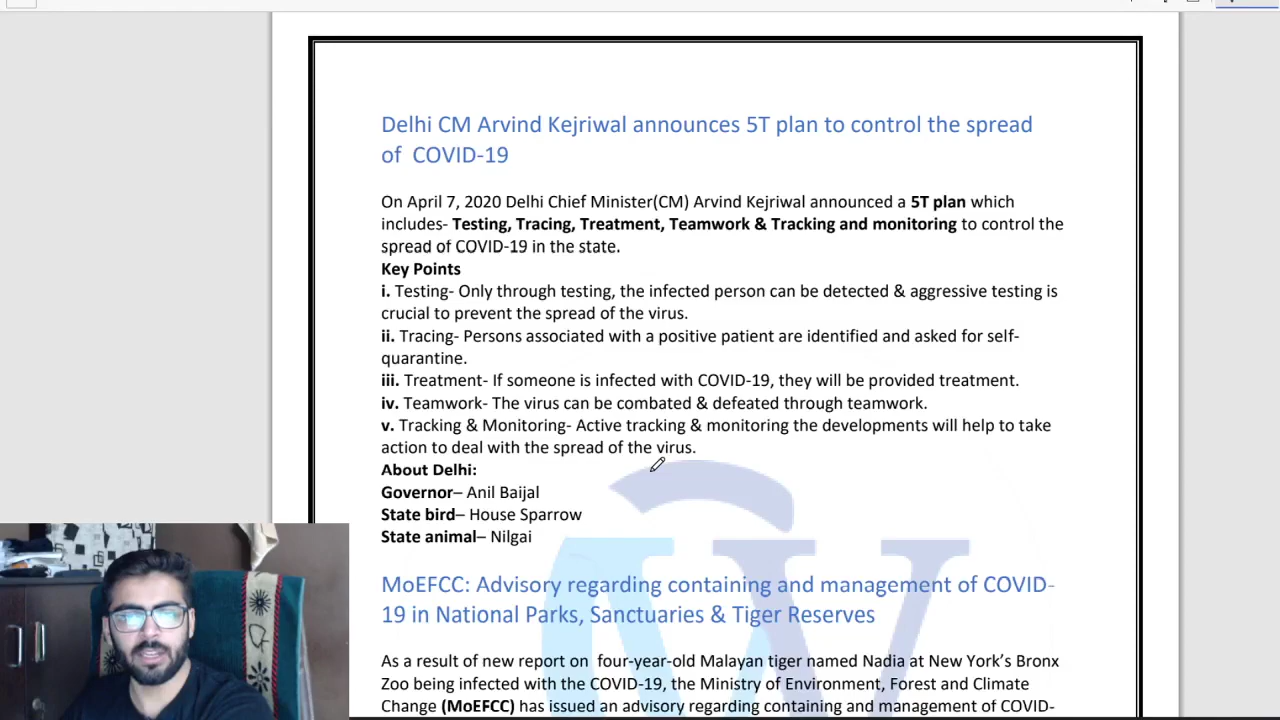 Delhi CM Arvind Kejriwal announces 5T plan to control the spread
of  COVID-19
On April 7, 2020 Delhi Chief Minister(CM) Arvind Kejriwal announced a 5T plan which
includes- Testing, Tracing, Treatment, Teamwork & Tracking and monitoring to control the
spread of COVID-19 in the state.
Key Points
i. Testing- Only through testing, the infected person can be detected & aggressive testing is
crucial to prevent the spread of the virus.
ii. Tracing- Persons associated with a positive patient are identified and asked for self-
quarantine.
iii. Treatment- If someone is infected with COVID-19, they will be provided treatment.
iv. Teamwork- The virus can be combated & defeated through teamwork.
v. Tracking & Monitoring- Active tracking & monitoring the developments will help to take
action to deal with the spread of the virus.
About Delhi:
Governor– Anil Baijal
State bird– House Sparrow
State animal– Nilgai
MoEFCC: Advisory regarding containing and management of COVID-
19 in National Parks, Sanctuaries & Tiger Reserves
As a result of new report on  four-year-old Malayan tiger named Nadia at New York’s Bronx
Zoo being infected with the COVID-19, the Ministry of Environment, Forest and Climate
Change (MoEFCC) has issued an advisory regarding containing and management of COVID-